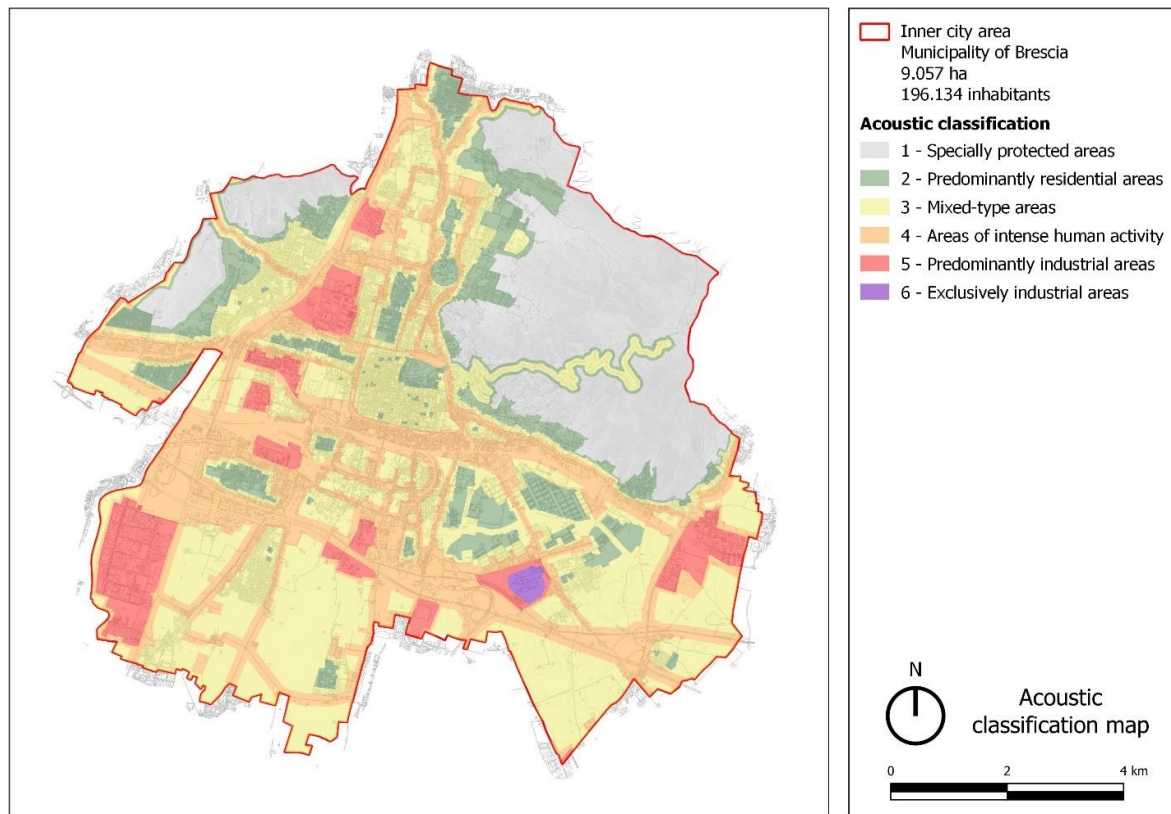 Inner city area
Municipality of Brescia
9.057 ha
196.134 inhabitants
Acoustic classification
1 - Specially protected areas
2 - Predominantly residential areas
3 - Mixed-type areas
4 - Areas of intense human activity
5 - Predominantly industrial areas
6 - Exclusively industrial areas
N
Acoustic
classification map
0 2 4 km